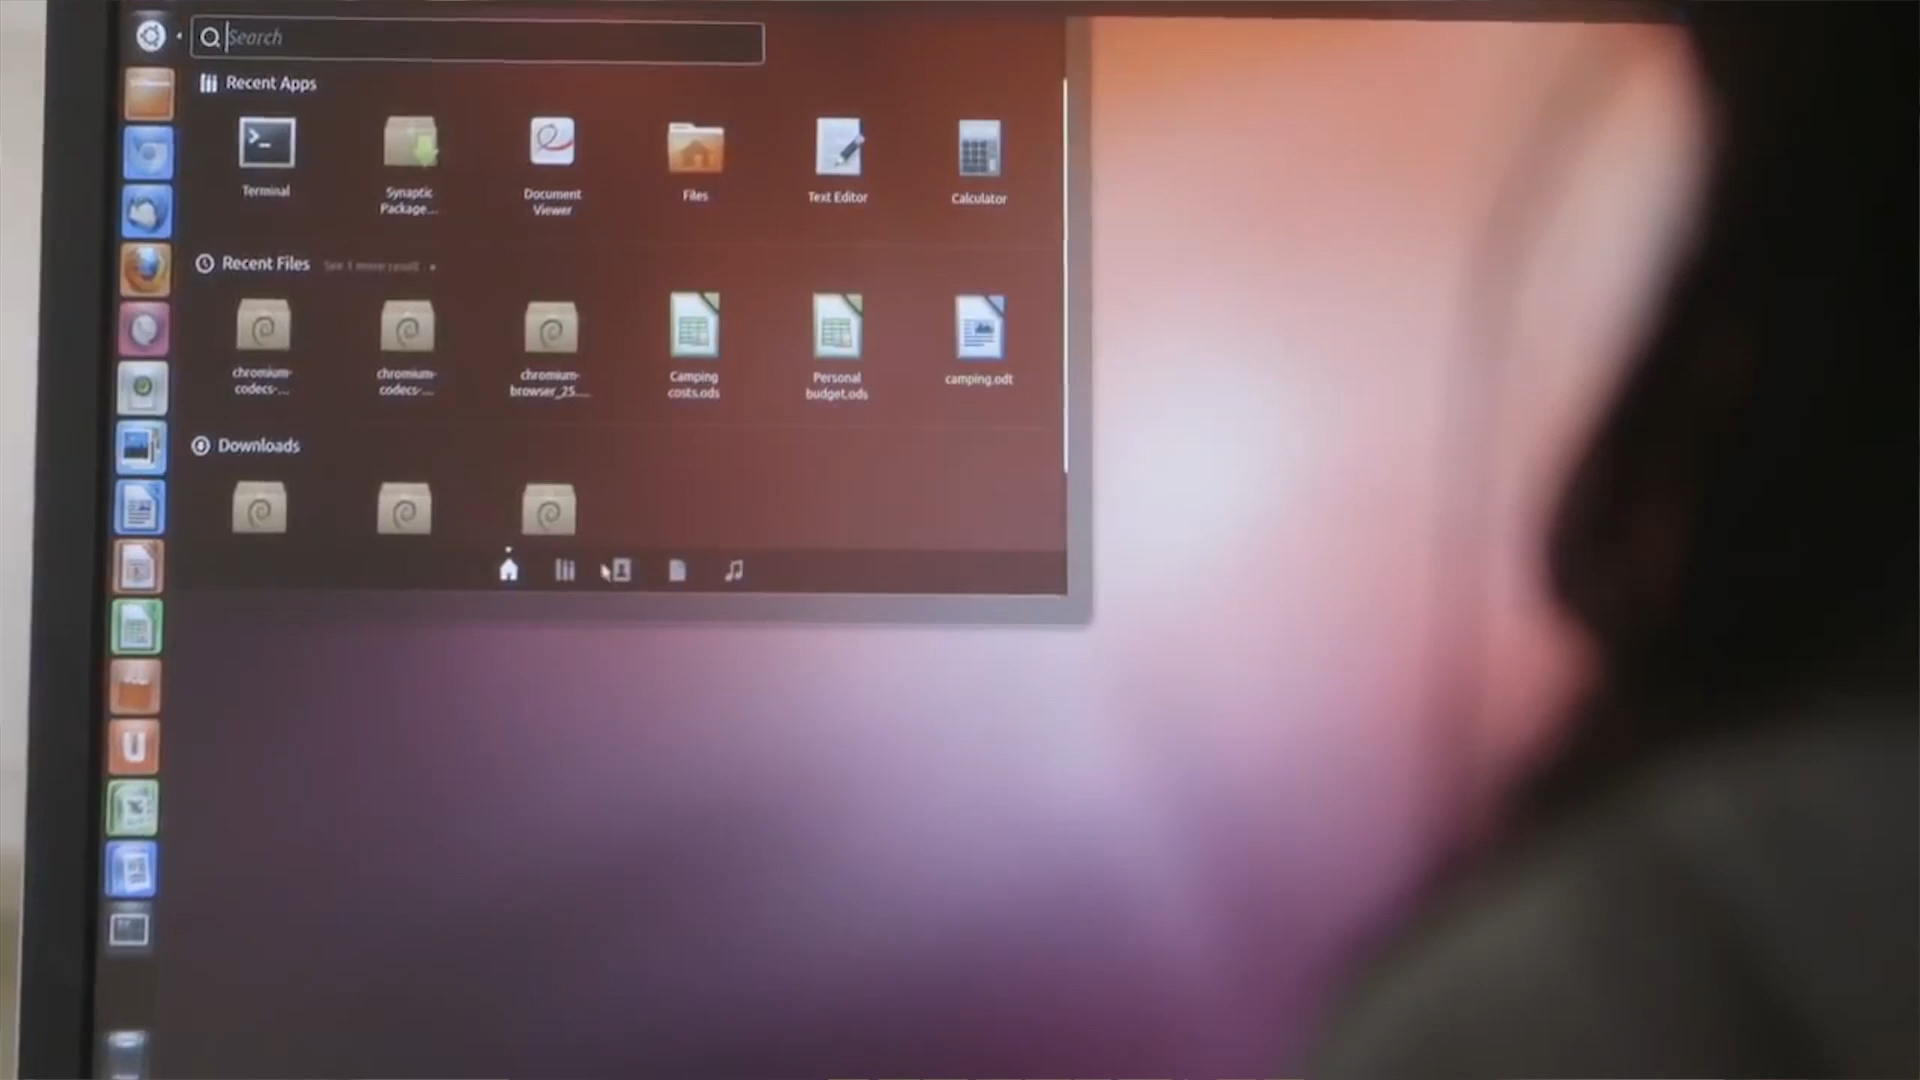 Search
Recent Apps
Terminal
Synaptic
Package...
Document
Viewer
Files
Text Editor
Calculator
Recent Files See 1 more result
chromium-
codecs-...
chromium-
codecs-...
chromium-
browser_25....
Camping
costs.ods
Personal
budget.ods
camping.odt
Downloads
U